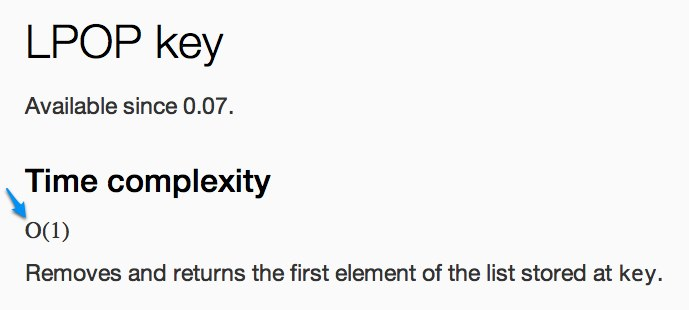 LPOP key
Available since 0.07.
Time complexity
O(1)
Removes and returns the first element of the list stored at key.